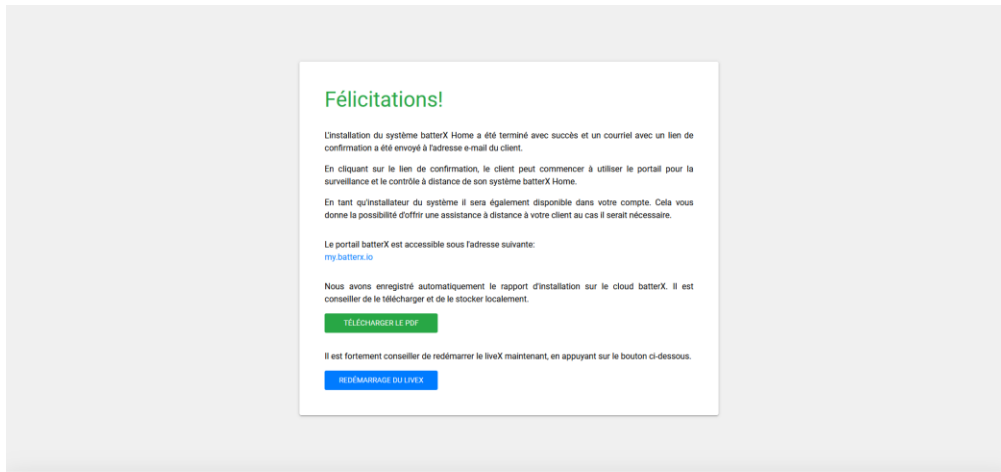 Félicitations!
L'installation du système batterX Home a été terminé avec succès et un courriel avec un lien de
confirmation a été envoyé à l'adresse e-mail du client.
En cliquant sur le lien de confirmation, le client peut commencer à utiliser le portail pour la
surveillance et le contrôle à distance de son système batterX Home.
En tant qu'installateur du système il sera également disponible dans votre compte. Cela vous
donne la possibilité d'offrir une assistance à distance à votre client au cas il serait nécessaire.
Le portail batterX est accessible sous l'adresse suivante:
my.batterx.io
Nous avons enregistré automatiquement le rapport d'installation sur le cloud batterX. Il est
conseiller de le télécharger et de le stocker localement.
TÉLÉCHARGER LE PDF
Il est fortement conseiller de redémarrer le liveX maintenant, en appuyant sur le bouton ci-dessous.
REDÉMARRAGE DU LIVEX